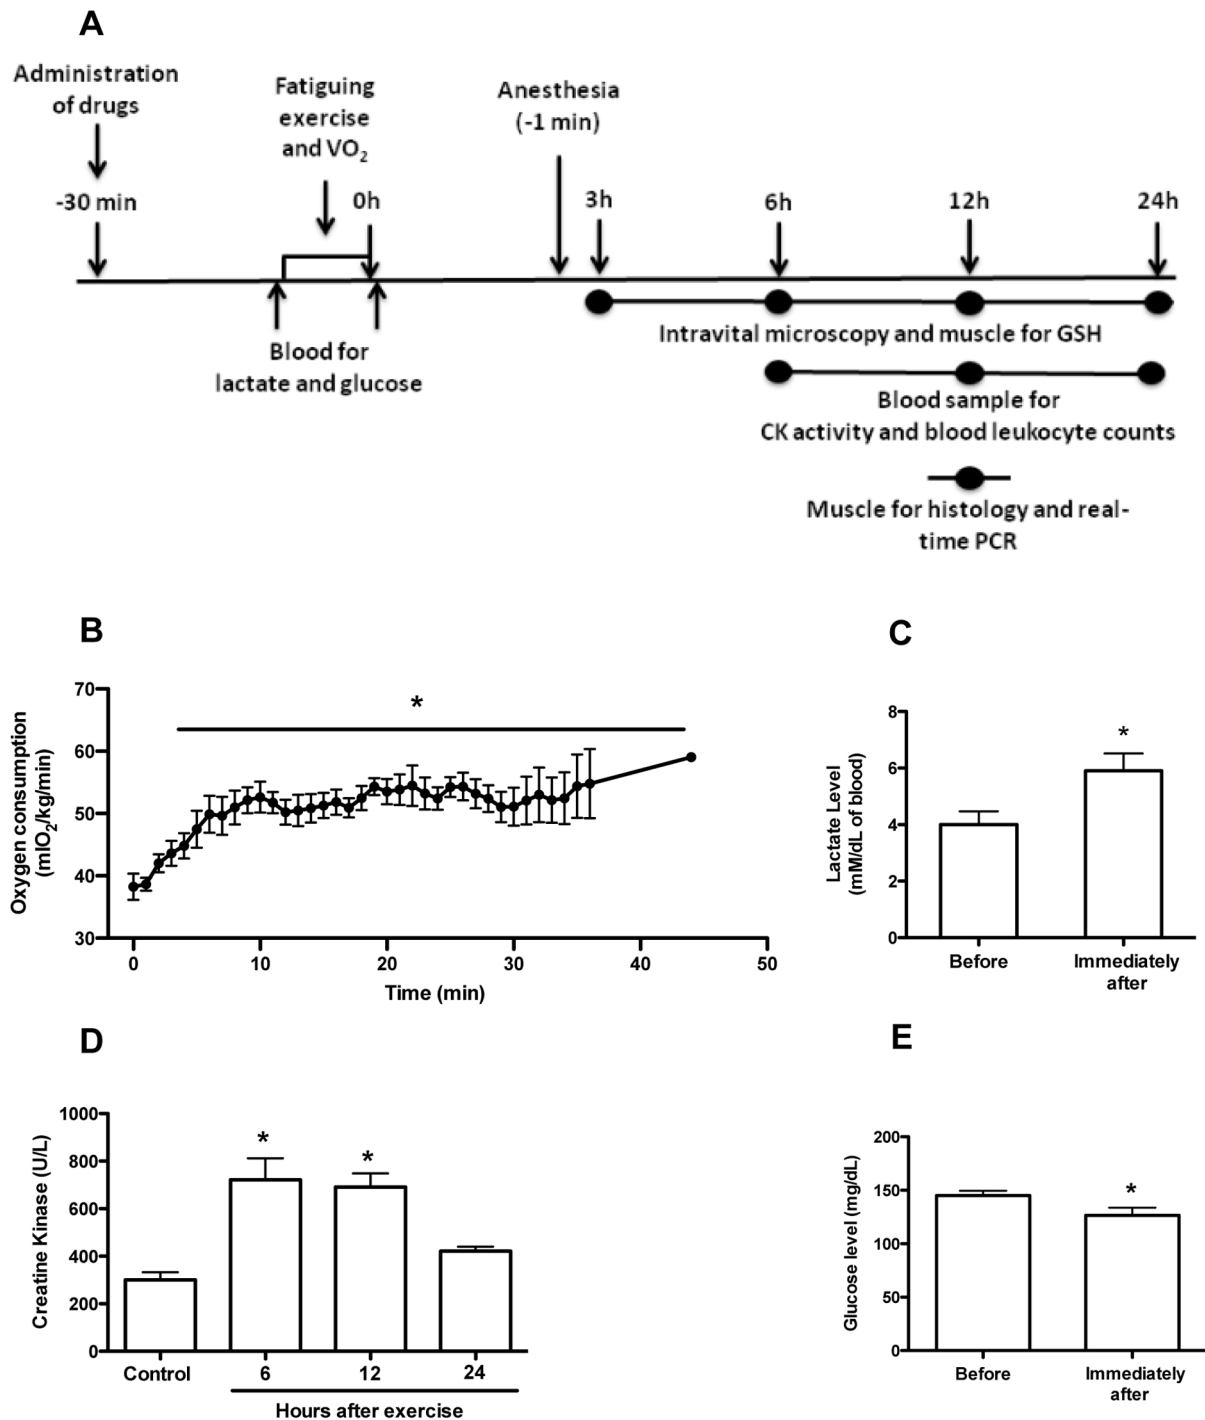 A
Administration
of drugs
-30 min
Fatiguing
exercise
and VO2
0h
Anesthesia
(-1 min)
3h
6h
12h
24h
Blood for
lactate and glucose
Intravital microscopy and muscle for GSH
Blood sample for
CK activity and blood leukocyte counts
Muscle for histology and real-
time PCR
B
Oxygen consumption
(mlO2/kg/min)
70
60
50
40
30
*
0
10
20
30
40
50
Time (min)
C
Lactate Level
(mM/dL of blood)
8
6
4
2
0
*
Before
Immediately
after
D
Creatine Kinase (U/L)
1000
800
600
400
200
0
*
*
Control
6
12
24
Hours after exercise
E
Glucose level (mg/dL)
200
150
100
50
0
*
Before
Immediately
after